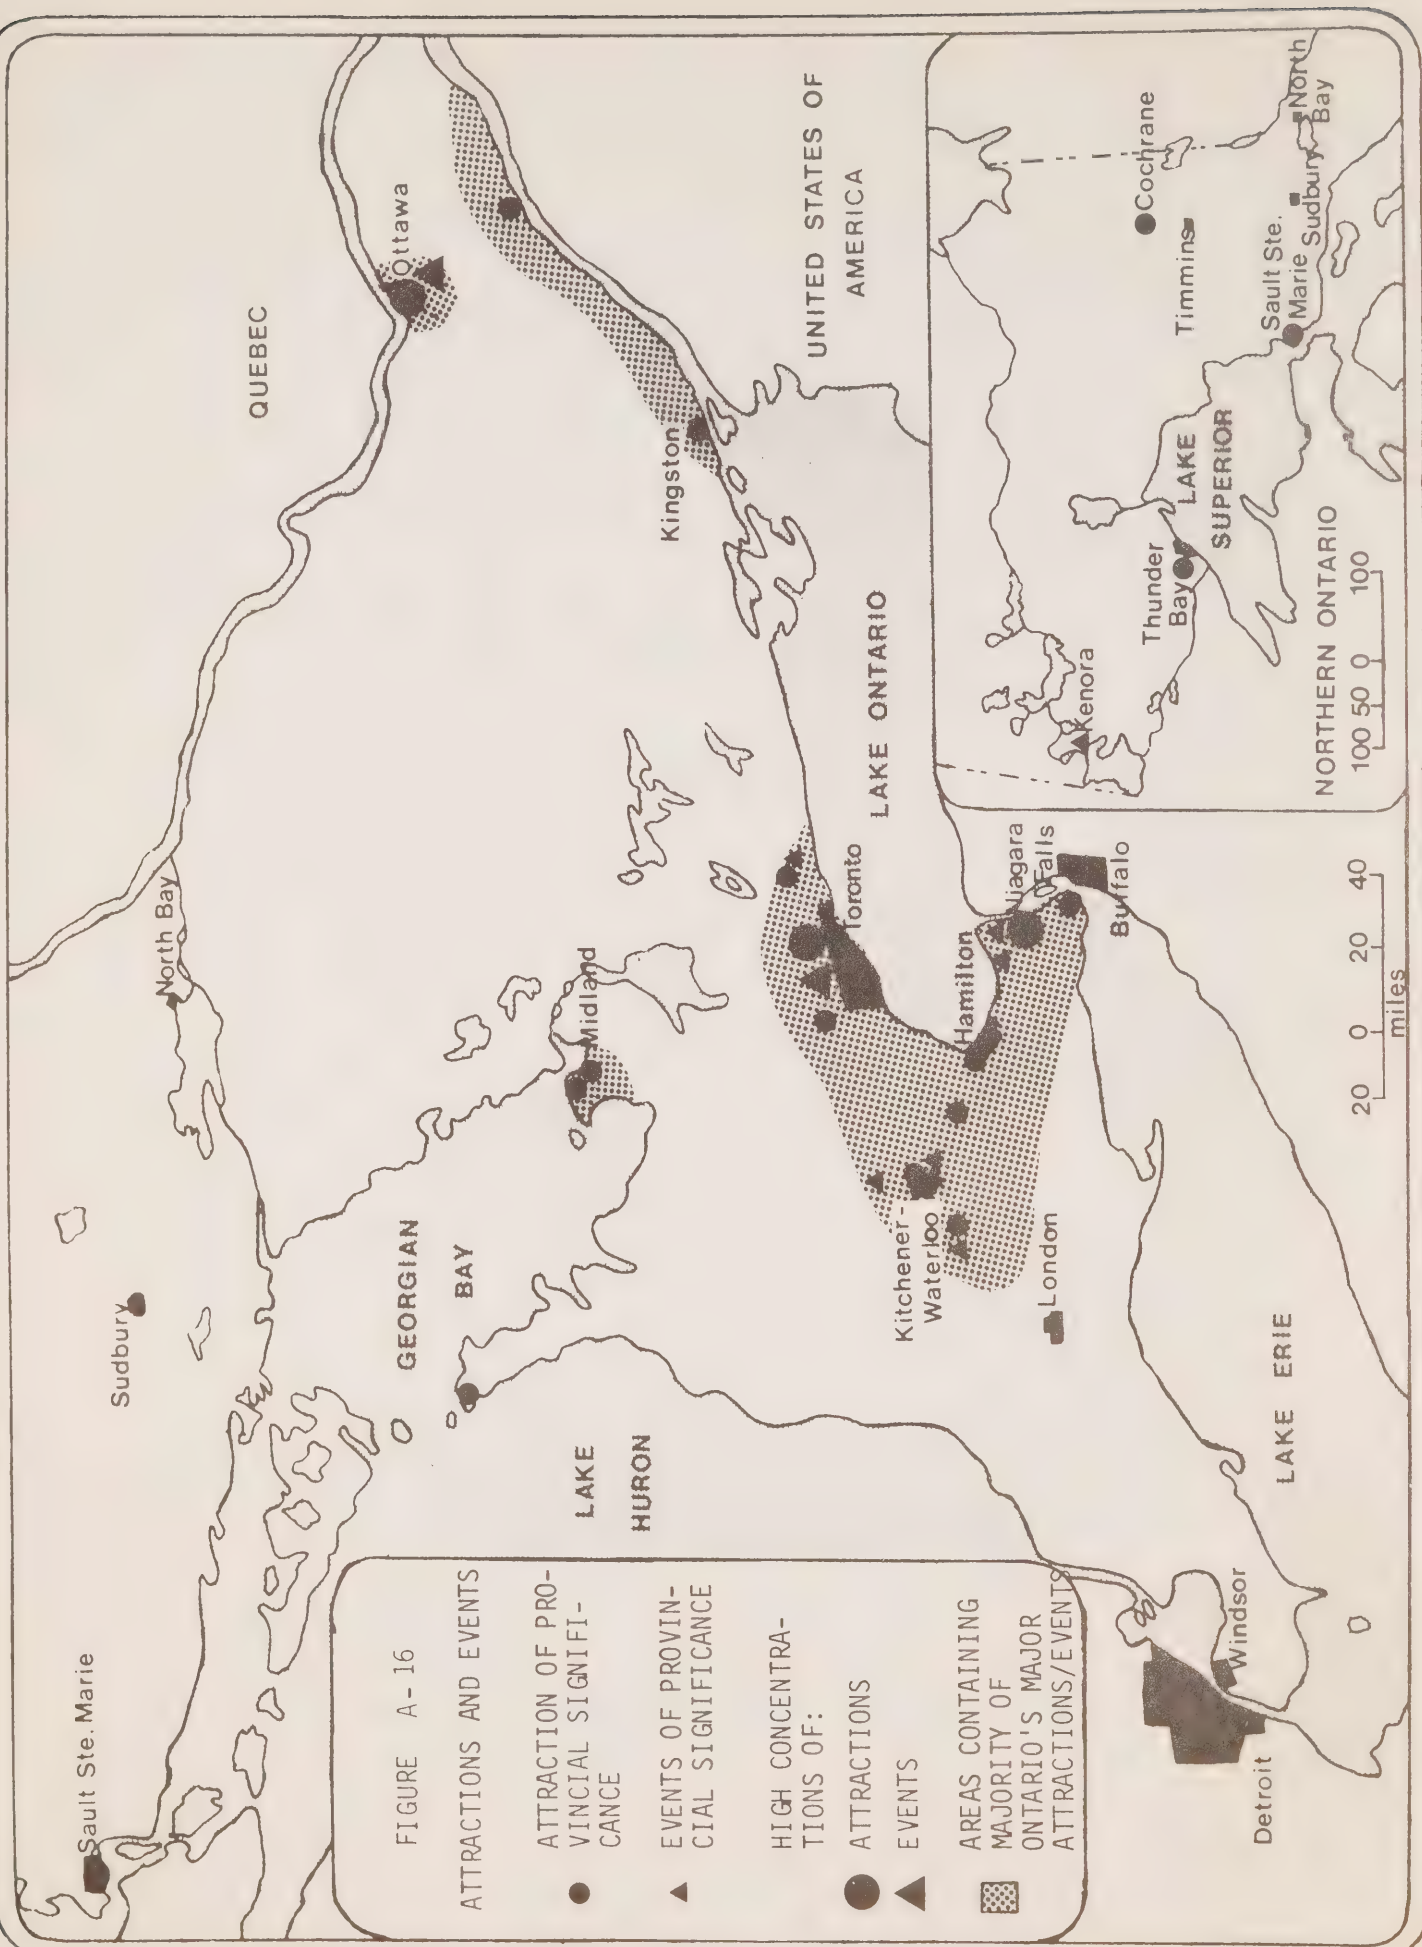 FIGURE A-16
ATTRACTIONS AND EVENTS
ATTRACTION OF PRO-
VINCIAL SIGNIFI-
CANCE
EVENTS OF PROVIN-
CIAL SIGNIFICANCE
HIGH CONCENTRA-
TIONS OF:
ATTRACTIONS
EVENTS
AREAS CONTAINING
MAJORITY OF
ONTARIO'S MAJOR
ATTRACTIONS/EVENTS
Sault Ste. Marie
Sudbury
North Bay
QUEBEC
Ottawa
GEORGIAN
BAY
LAKE
HURON
Midland
Kingston
UNITED STATES OF
AMERICA
LAKE ONTARIO
Toronto
Kitchener-
Waterloo
Hamilton
Niagara
Falls
Buffalo
London
LAKE ERIE
Windsor
Detroit
20 0 20 40
miles
Kenora
Thunder
Bay
LAKE
SUPERIOR
Cochrane
Timmins
Sault Ste.
Marie
Sudbury
North
Bay
NORTHERN ONTARIO
100 50 0 100